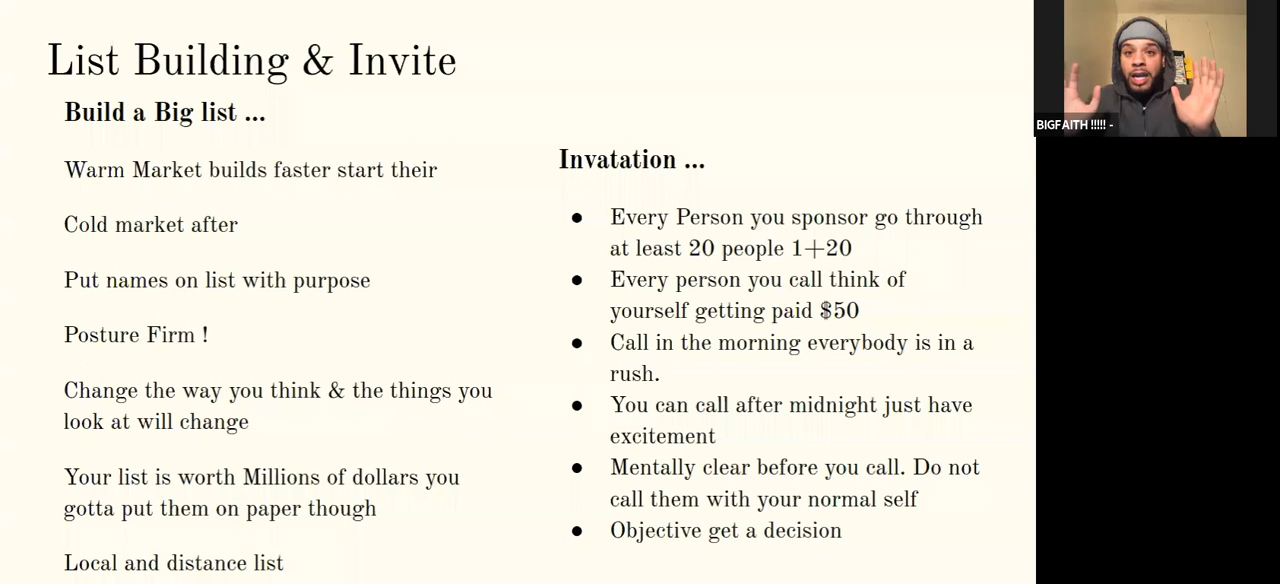 List Building & Invite
Build a Big list ...
Warm Market builds faster start their
Cold market after
Put names on list with purpose
Posture Firm !
Change the way you think & the things you
look at will change
Your list is worth Millions of dollars you
gotta put them on paper though
Local and distance list
Invatation ...
● Every Person you sponsor go through
at least 20 people 1+20
● Every person you call think of
yourself getting paid $50
● Call in the morning everybody is in a
rush.
● You can call after midnight just have
excitement
● Mentally clear before you call. Do not
call them with your normal self
● Objective get a decision
BIGFAITH !!!!! -